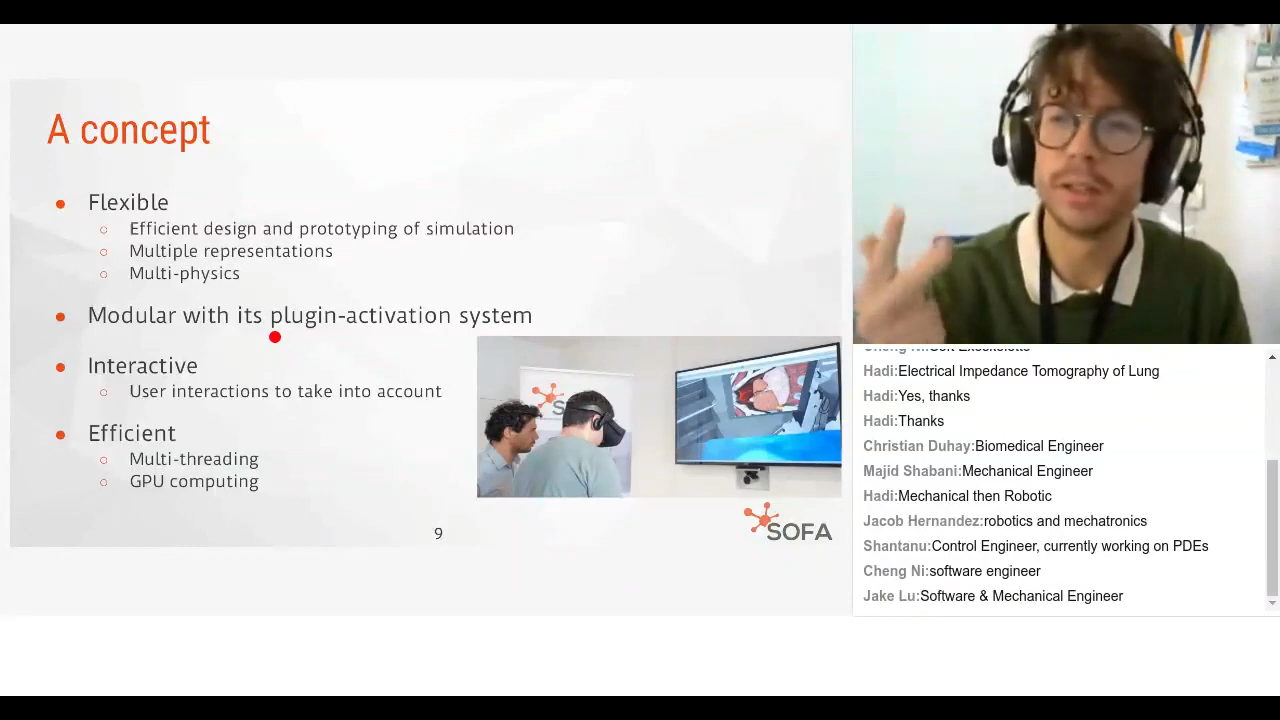 A concept
Flexible
Efficient design and prototyping of simulation
Multiple representations
Multi-physics
Modular with its plugin-activation system
Interactive
User interactions to take into account
Efficient
Multi-threading
GPU computing
9
SOFA
Hadi:Electrical Impedance Tomography of Lung
Hadi:Yes, thanks
Hadi:Thanks
Christian Duhay:Biomedical Engineer
Majid Shabani:Mechanical Engineer
Hadi:Mechanical then Robotic
Jacob Hernandez:robotics and mechatronics
Shantanu:Control Engineer, currently working on PDEs
Cheng Ni:software engineer
Jake Lu:Software & Mechanical Engineer